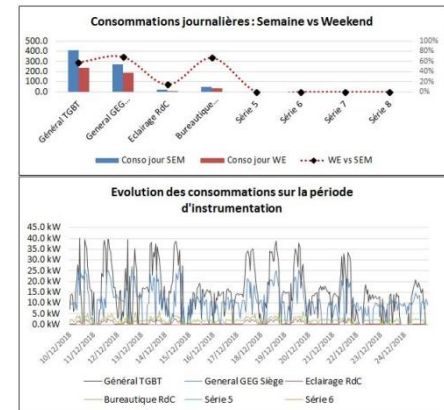 Consommations journalières : Semaine vs Weekend
500.0
400.0
300.0
200.0
100.0
0.0
100%
80%
60%
40%
20%
0%
Général TGBT
General GEG...
Eclairage RdC
Bureautique...
Série 5
Série 6
Série 7
Série 8
Conso jour SEM
Conso jour WE
WE vs SEM
Evolution des consommations sur la période
d'instrumentation
45.0 kW
40.0 kW
35.0 kW
30.0 kW
25.0 kW
20.0 kW
15.0 kW
10.0 kW
5.0 kW
0.0 kW
10/12/2018
11/12/2018
12/12/2018
13/12/2018
14/12/2018
15/12/2018
16/12/2018
17/12/2018
18/12/2018
19/12/2018
20/12/2018
21/12/2018
22/12/2018
23/12/2018
24/12/2018
Général TGBT
General GEG Siège
Eclairage RdC
Bureautique RdC
Série 5
Série 6